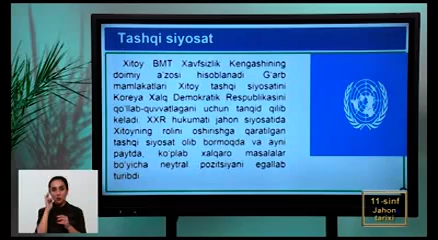 Tashqi siyosat
Xitoy BMT Xavfsizlik Kengashining
doimiy a'zosi hisoblanadi G'arb
mamlakatlari Xitoy tashqi siyosatini
Koreya Xalq Demokratik Respublikasini
qo'llab-quvvatlagani uchun tanqid qilib
keladi. XXR hukumati jahon siyosatida
Xitoyning rolini oshirishga qaratilgan
tashqi siyosat olib bormoqda va ayni
paytda, ko'plab xalqaro masalalar
bo'yicha neytral pozitsiyani egallab
turibdi
11-sinf
Jahon
tarixi